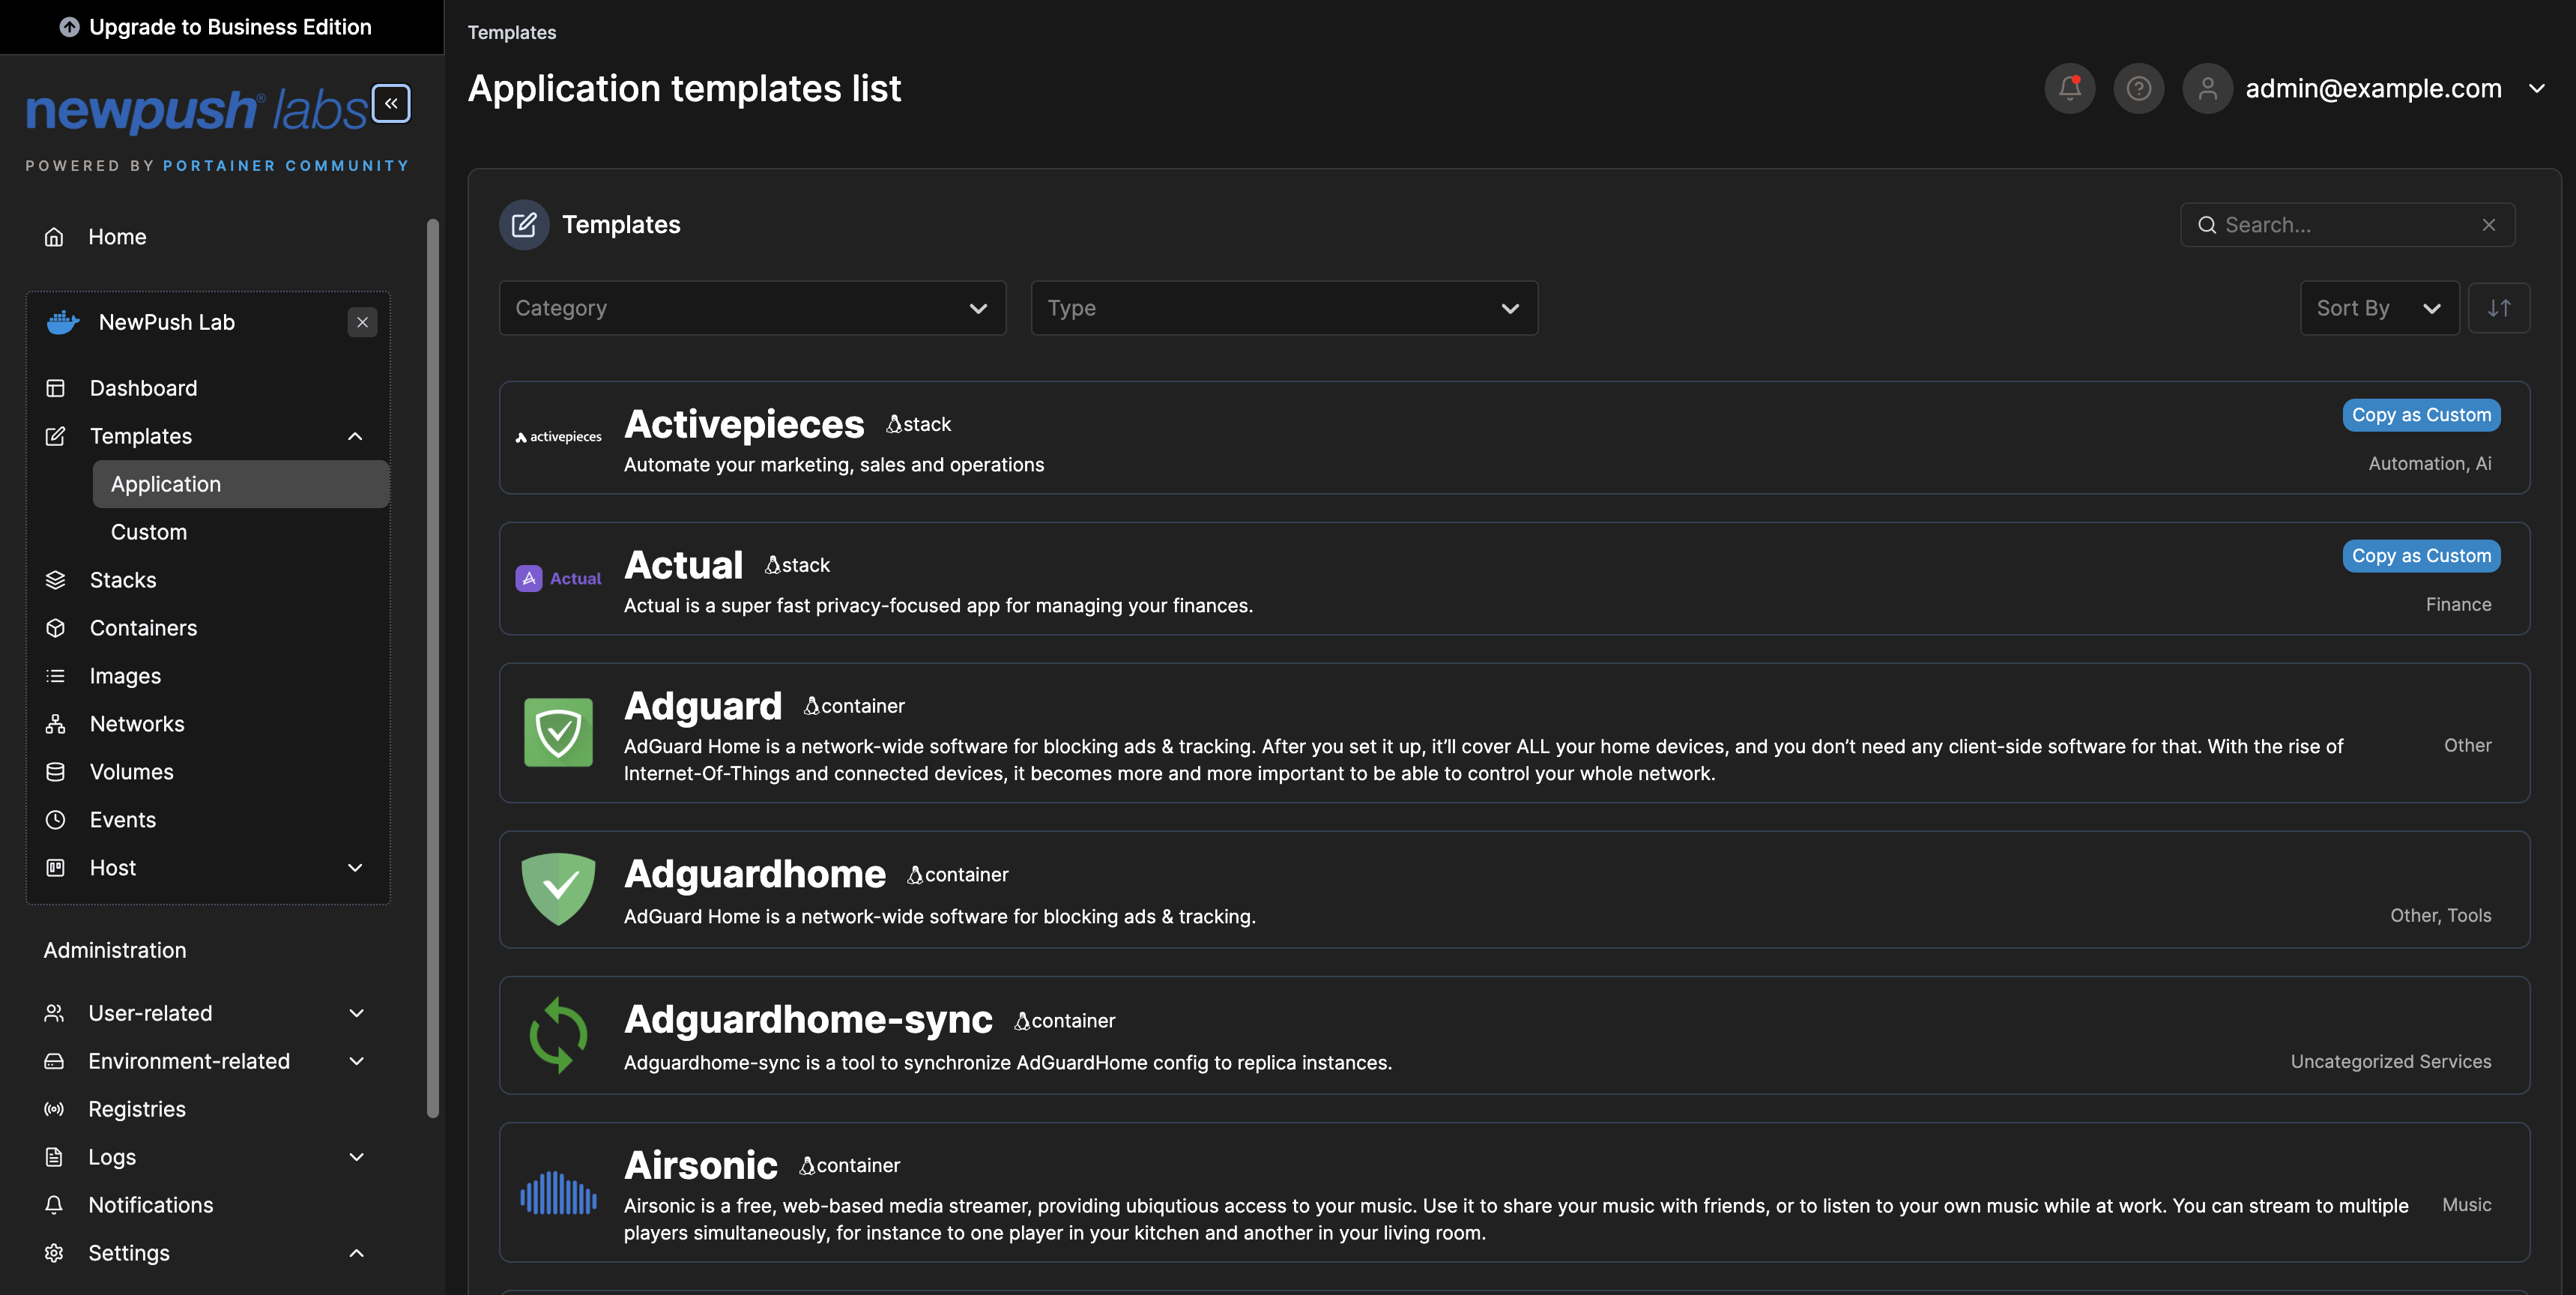 Upgrade to Business Edition
newpush® labs
POWERED BY PORTAINER COMMUNITY
Home
NewPush Lab
Dashboard
Templates
Application
Custom
Stacks
Containers
Images
Networks
Volumes
Events
Host
Administration
User-related
Environment-related
Registries
Logs
Notifications
Settings
Templates
Application templates list
admin@example.com
Templates
Search...
Category
Type
Sort By
activepieces
Activepieces stack
Copy as Custom
Automate your marketing, sales and operations
Automation, Ai
Actual
Actual stack
Copy as Custom
Actual is a super fast privacy-focused app for managing your finances.
Finance
Adguard container
AdGuard Home is a network-wide software for blocking ads & tracking. After you set it up, it’ll cover ALL your home devices, and you don’t need any client-side software for that. With the rise of
Internet-Of-Things and connected devices, it becomes more and more important to be able to control your whole network.
Other
Adguardhome container
AdGuard Home is a network-wide software for blocking ads & tracking.
Other, Tools
Adguardhome-sync container
Adguardhome-sync is a tool to synchronize AdGuardHome config to replica instances.
Uncategorized Services
Airsonic container
Airsonic is a free, web-based media streamer, providing ubiqutious access to your music. Use it to share your music with friends, or to listen to your own music while at work. You can stream to multiple
players simultaneously, for instance to one player in your kitchen and another in your living room.
Music